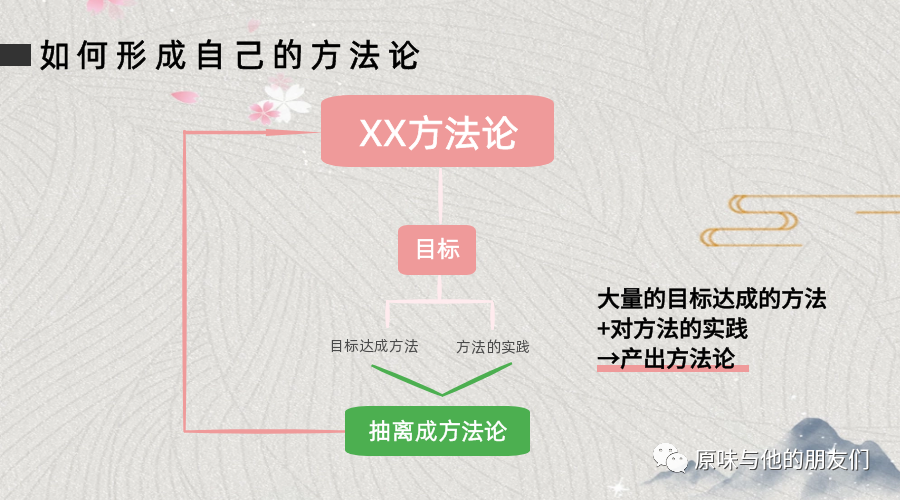 如何形成自己的方法论
XX方法论
目标
目标达成方法
方法的实践
抽离成方法论
大量的目标达成的方法
+对方法的实践
→产出方法论
原味与他的朋友们